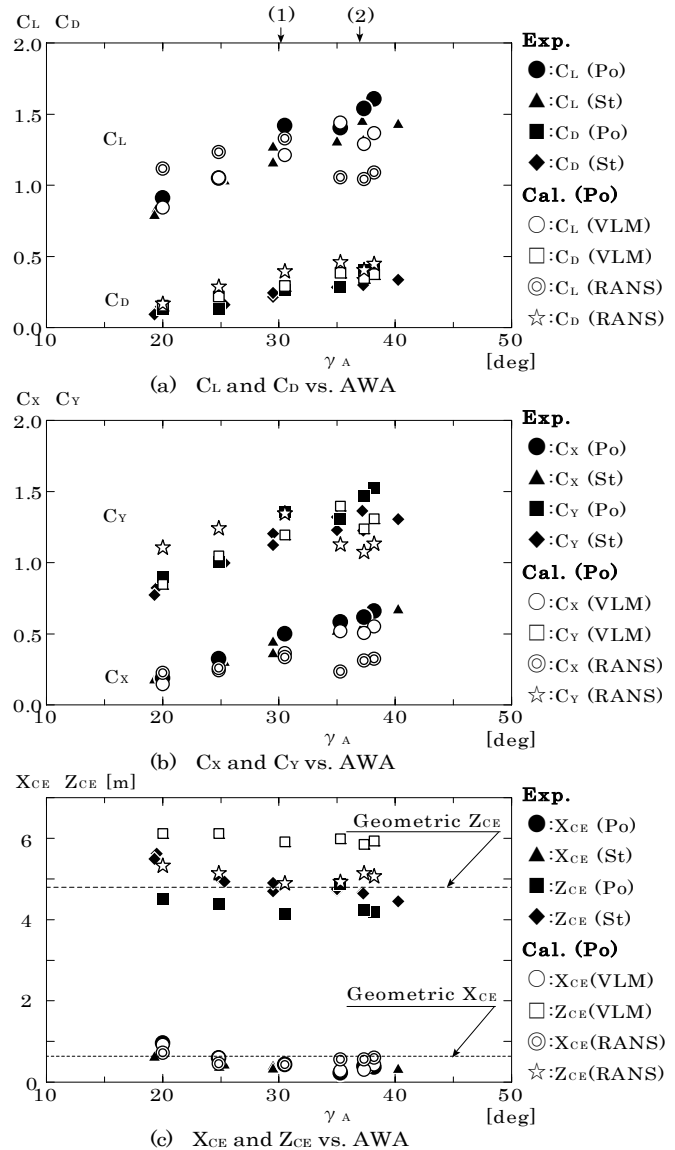 CL CD
(1) (2)
2.0
1.5
1.0
0.5
0.0
CL
CD
10 20 30 40 50
γA [deg]
(a) CL and CD vs. AWA
Exp.
:CL (Po)
:CL (St)
:CD (Po)
:CD (St)
Cal. (Po)
:CL (VLM)
:CD (VLM)
:CL (RANS)
:CD (RANS)
CX CY
2.0
1.5
1.0
0.5
0.0
CY
CX
10 20 30 40 50
γA [deg]
(b) CX and CY vs. AWA
Exp.
:CX (Po)
:CX (St)
:CY (Po)
:CY (St)
Cal. (Po)
:CX (VLM)
:CY (VLM)
:CX (RANS)
:CY (RANS)
XCE ZCE [m]
6
4
2
0
Geometric ZCE
Geometric XCE
10 20 30 40 50
γA [deg]
(c) XCE and ZCE vs. AWA
Exp.
:XCE (Po)
:XCE (St)
:ZCE (Po)
:ZCE (St)
Cal. (Po)
:XCE(VLM)
:ZCE(VLM)
:XCE(RANS)
:ZCE(RANS)